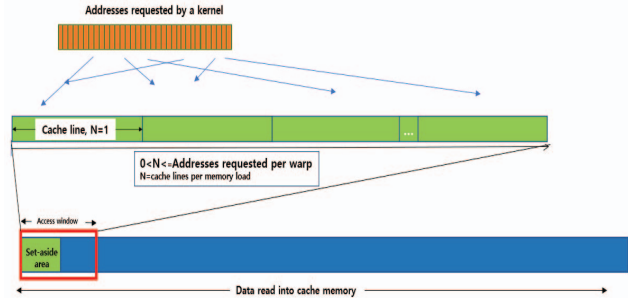 Addresses requested by a kernel
Cache line, N=1
...
0<N<=Addresses requested per warp
N=cache lines per memory load
Access window
Set-aside
area
Data read into cache memory